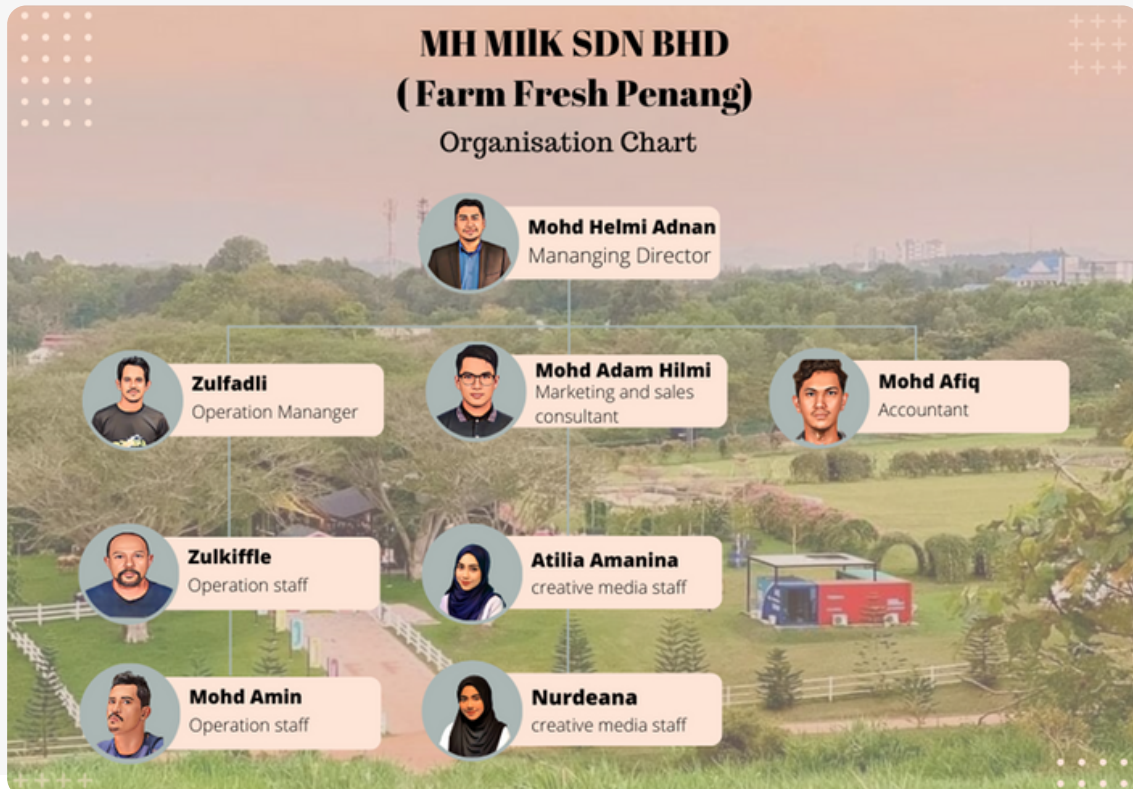 MH MIlK SDN BHD
( Farm Fresh Penang)
Organisation Chart
Mohd Helmi Adnan
Mananging Director
Zulfadli
Operation Mananger
Mohd Adam Hilmi
Marketing and sales
consultant
Mohd Afiq
Accountant
Zulkiffle
Operation staff
Atilia Amanina
creative media staff
Mohd Amin
Operation staff
Nurdeana
creative media staff